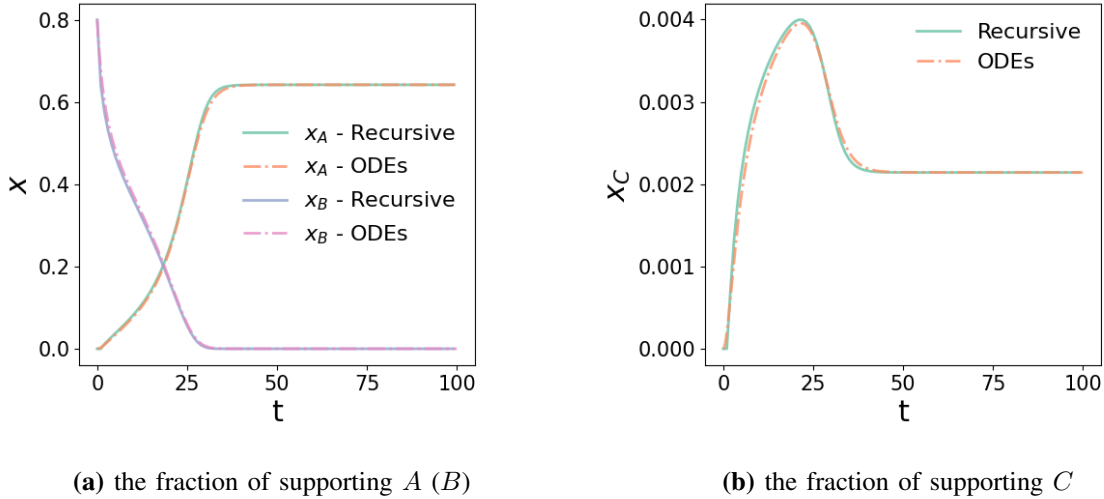 0.8
0.6
0.4
0.2
0.0
x
0
25
50
75
100
t
x_A - Recursive
x_A - ODEs
x_B - Recursive
x_B - ODEs
(a) the fraction of supporting A (B)
0.004
0.003
0.002
0.001
0.000
x_C
0
25
50
75
100
t
Recursive
ODEs
(b) the fraction of supporting C